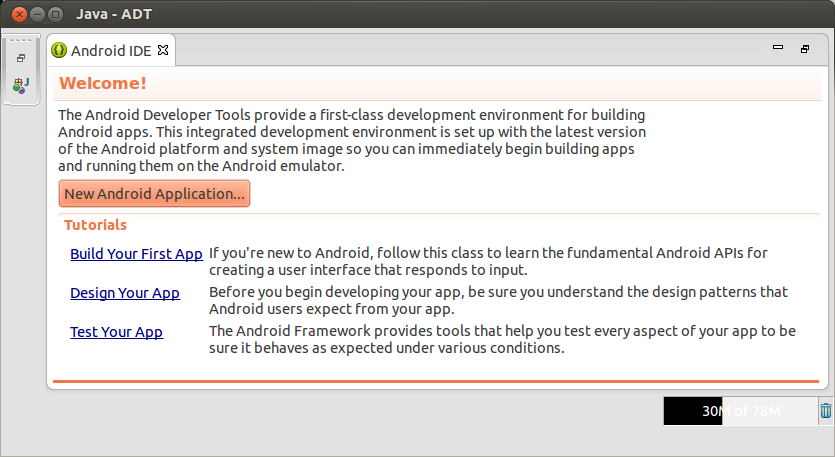 Java - ADT
Android IDE
Welcome!
The Android Developer Tools provide a first-class development environment for building
Android apps. This integrated development environment is set up with the latest version
of the Android platform and system image so you can immediately begin building apps
and running them on the Android emulator.
New Android Application...
Tutorials
Build Your First App
If you're new to Android, follow this class to learn the fundamental Android APIs for
creating a user interface that responds to input.
Design Your App
Before you begin developing your app, be sure you understand the design patterns that
Android users expect from your app.
Test Your App
The Android Framework provides tools that help you test every aspect of your app to be
sure it behaves as expected under various conditions.
30M of 78M